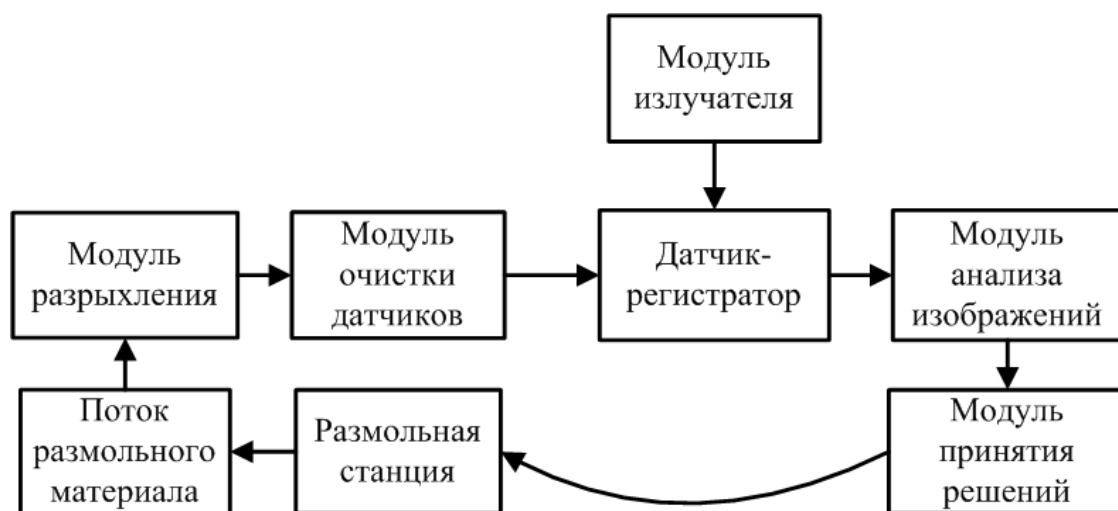 Модуль
излучателя
Модуль
разрыхления
Модуль
очистки
датчиков
Датчик-
регистратор
Модуль
анализа
изображений
Поток
размольного
материала
Размольная
станция
Модуль
принятия
решений